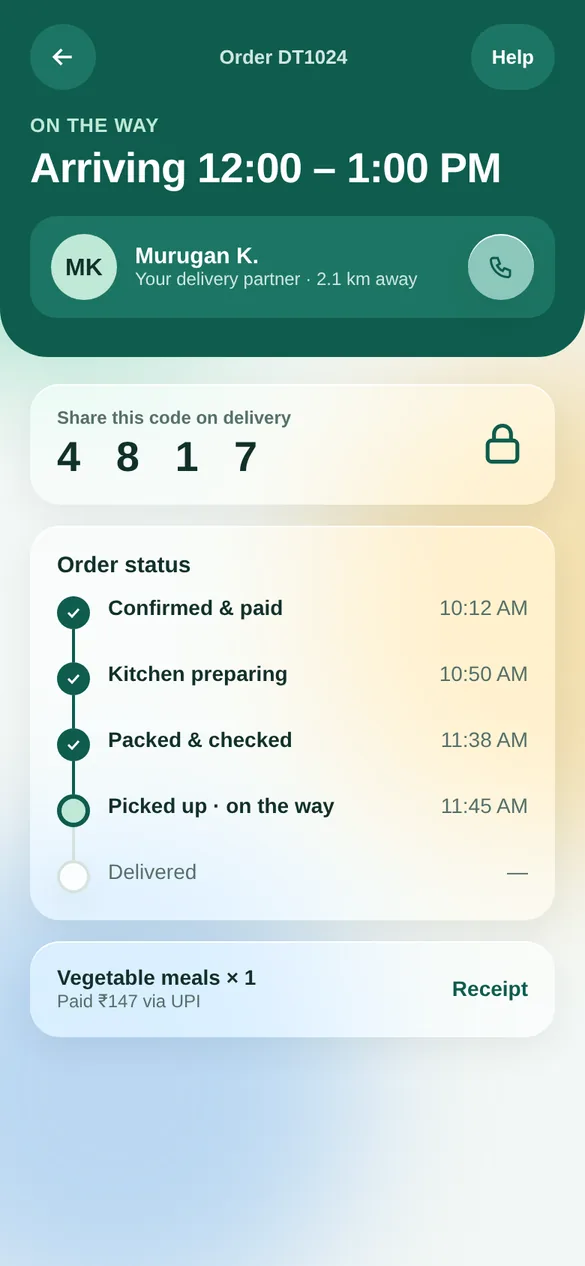 Order DT1024
Help
ON THE WAY
Arriving 12:00 – 1:00 PM
MK
Murugan K.
Your delivery partner · 2.1 km away
Share this code on delivery
4 8 1 7
Order status
Confirmed & paid 10:12 AM
Kitchen preparing 10:50 AM
Packed & checked 11:38 AM
Picked up · on the way 11:45 AM
Delivered —
Vegetable meals × 1
Paid ₹147 via UPI
Receipt